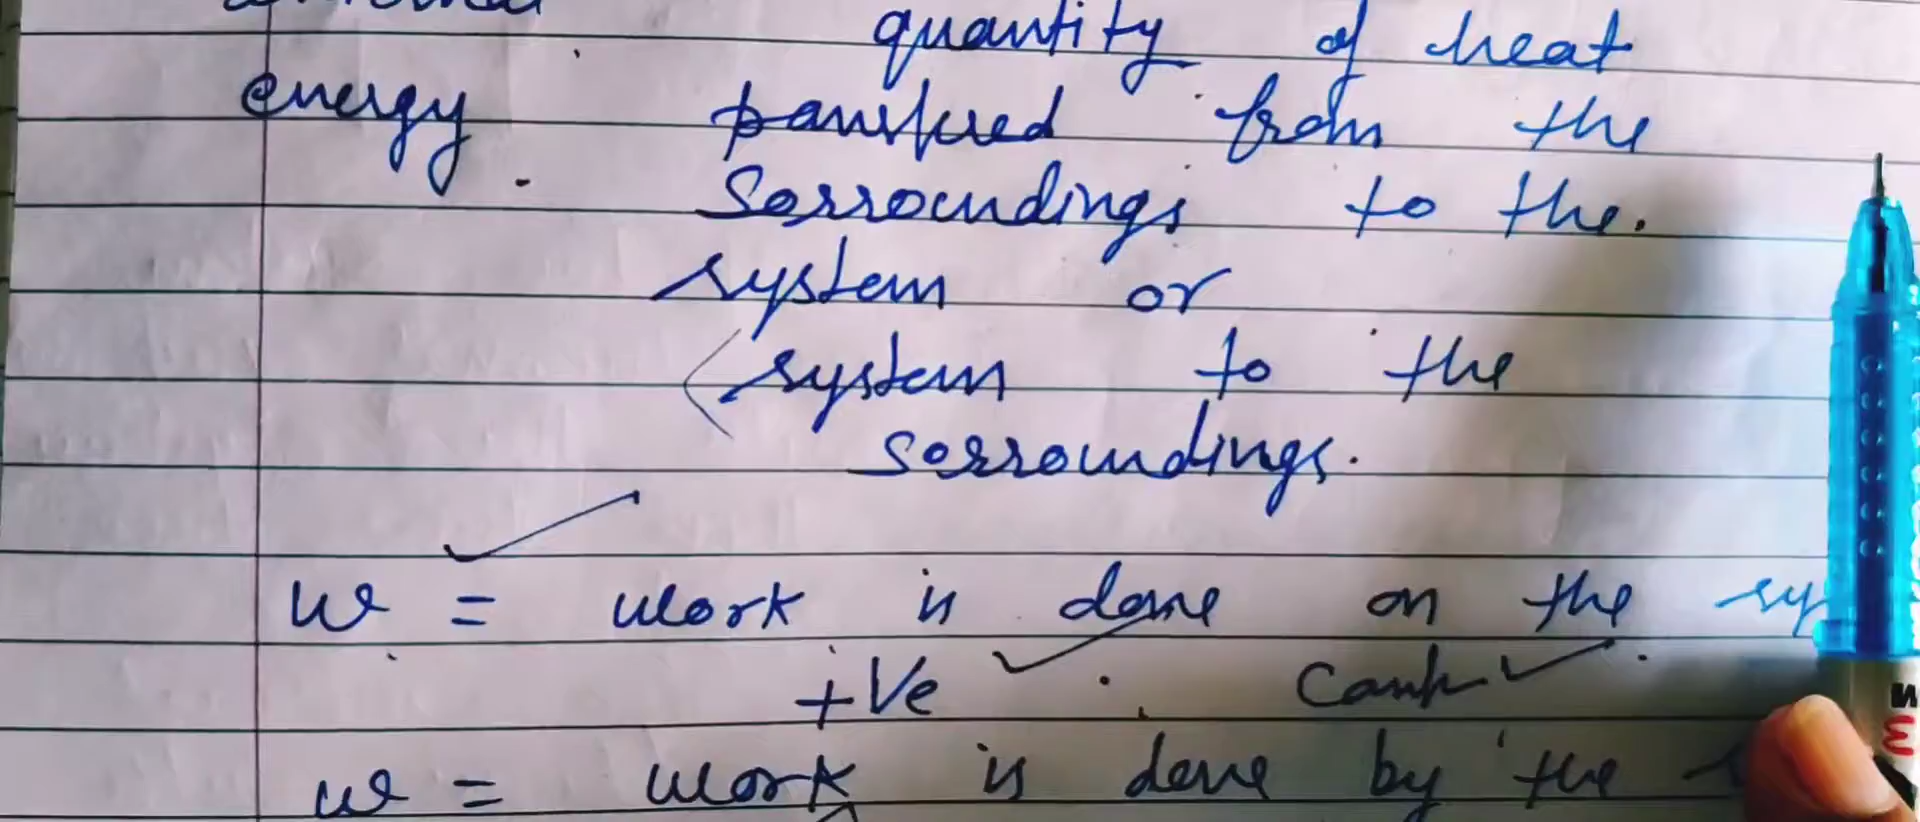 quantity of heat
energy transfered from the
Sorroundings to the.
system or
(system to the
sorroundings.
w = work is done on the
+Ve
w = work is done by the